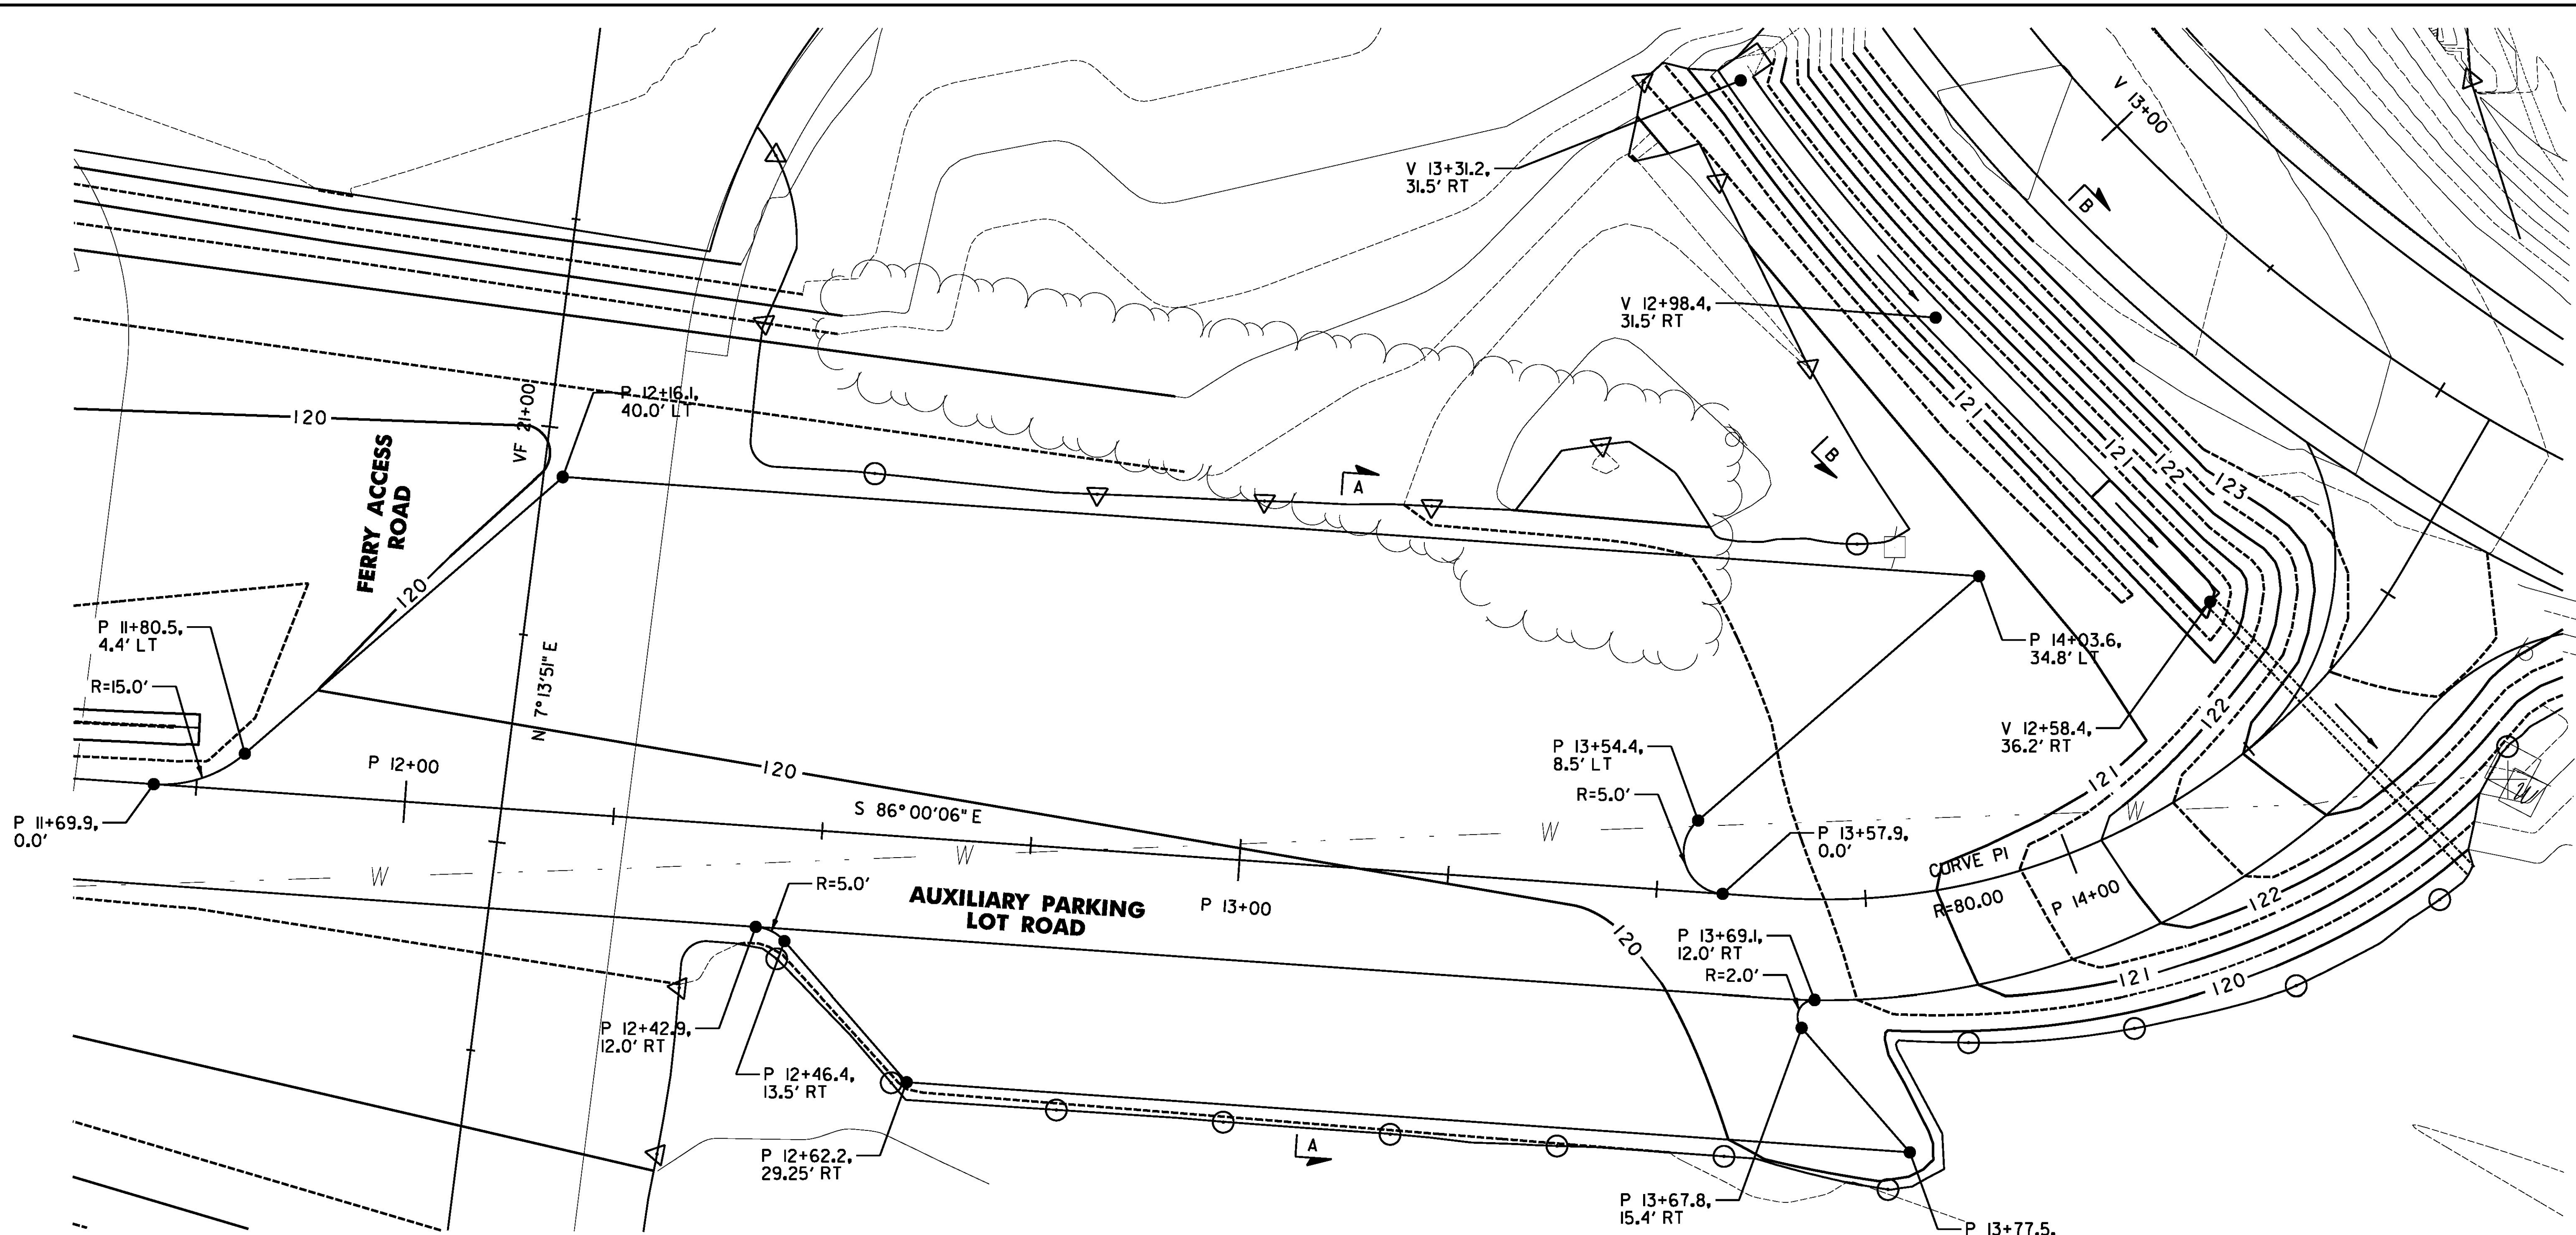 V 13+00
B
V 13+31.2,
31.5' RT
V 12+98.4,
31.5' RT
P 12+16.1,
40.0' LT
VF 21+00
120
FERRY ACCESS
ROAD
121
121
122
123
B
A
120
P 11+80.5,
4.4' LT
R=15.0'
N 7°13'51" E
P 14+03.6,
34.8' LT
V 12+58.4,
36.2' RT
122
121
P 12+00
120
P 13+54.4,
8.5' LT
R=5.0'
S 86°00'06" E
P 11+69.9,
0.0'
P 13+57.9,
0.0'
W
W
W
W
W
CURVE PI
R=80.00
P 14+00
R=5.0'
AUXILIARY PARKING
LOT ROAD
P 13+00
122
120
P 13+69.1,
12.0' RT
R=2.0'
121
120
P 12+42.9,
12.0' RT
P 12+46.4,
13.5' RT
A
P 12+62.2,
29.25' RT
P 13+67.8,
15.4' RT
P 13+77.5,